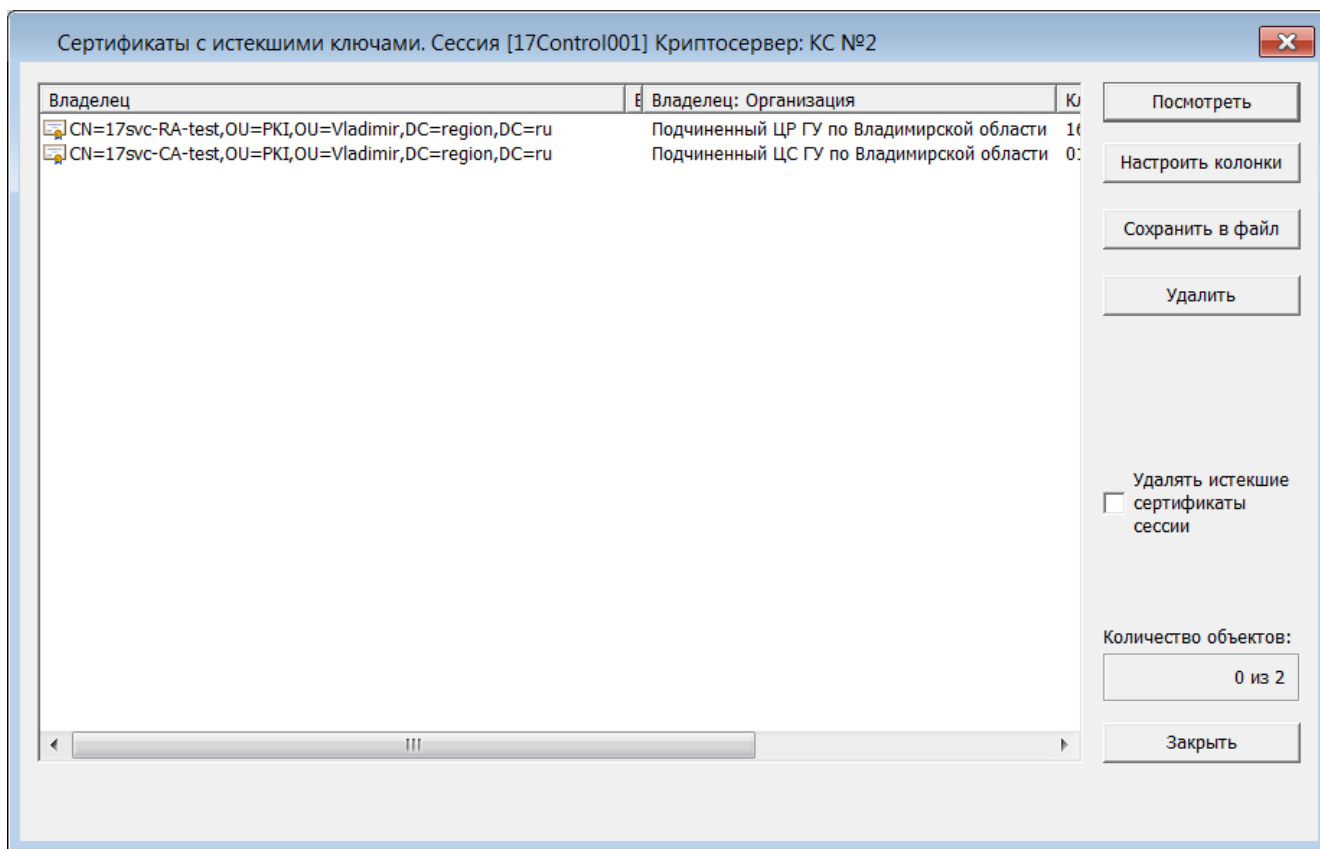 Сертификаты с истекшими ключами. Сессия [17Control001] Криптосервер: КС №2
Владелец Владелец: Организация
CN=17svc-RA-test,OU=PKI,OU=Vladimir,DC=region,DC=ru Подчиненный ЦР ГУ по Владимирской области 16
CN=17svc-CA-test,OU=PKI,OU=Vladimir,DC=region,DC=ru Подчиненный ЦС ГУ по Владимирской области
Посмотреть
Настроить колонки
Сохранить в файл
Удалить
Удалять истекшие
сертификаты
сессии
Количество объектов:
0 из 2
Закрыть